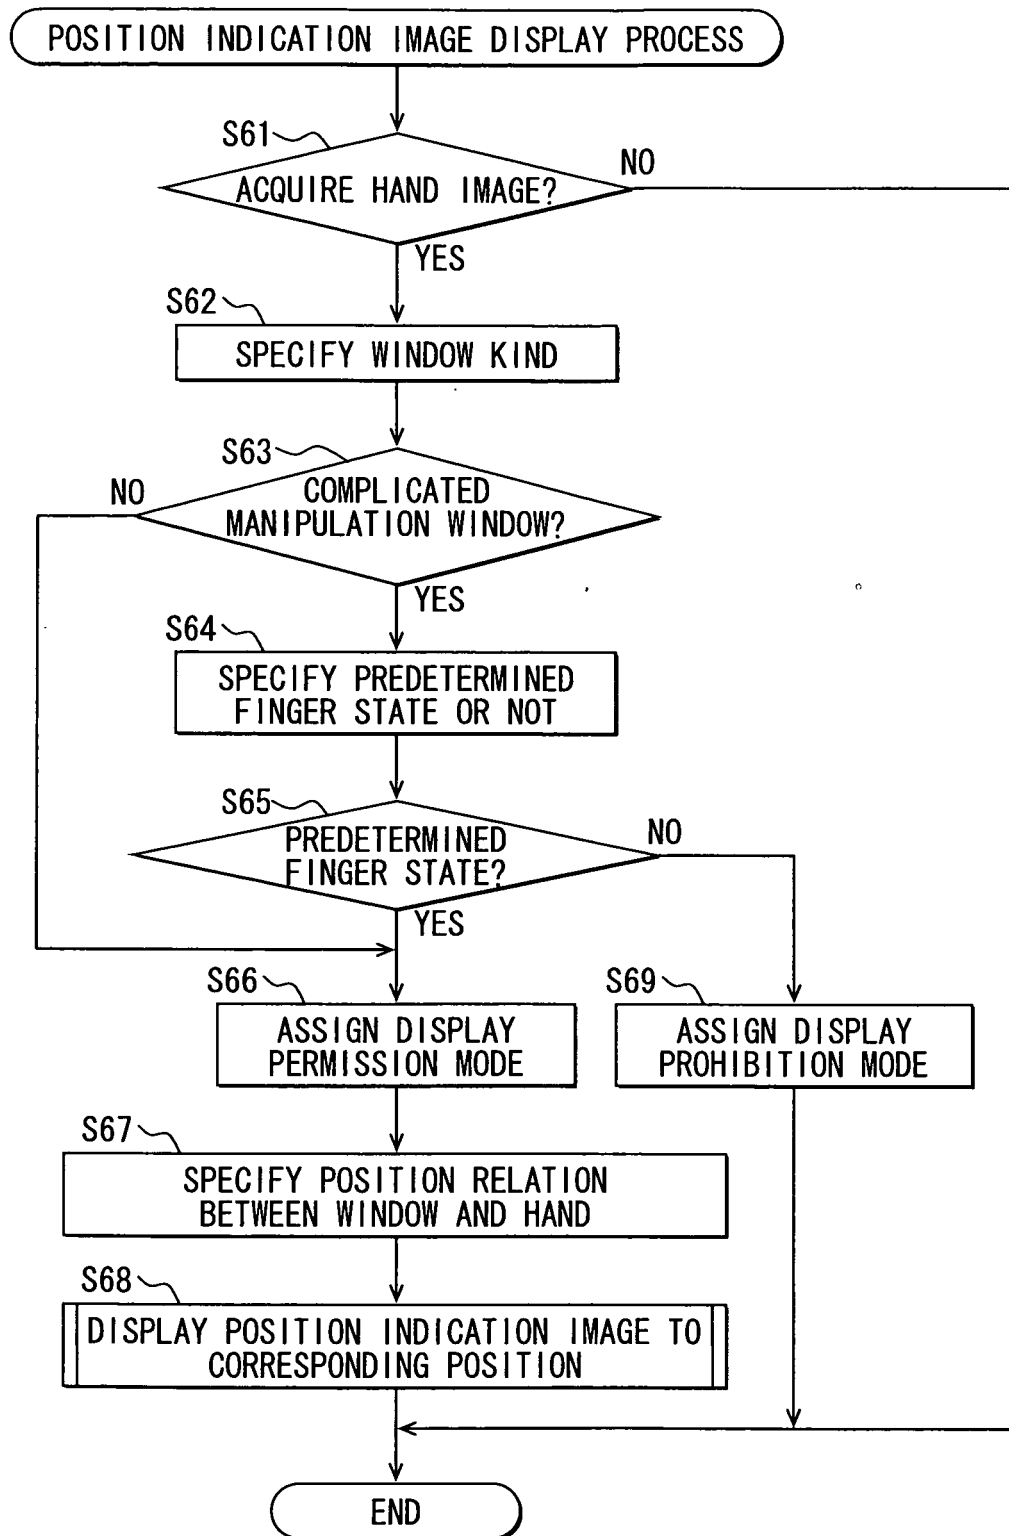 POSITION INDICATION IMAGE DISPLAY PROCESS
S61
NO
ACQUIRE HAND IMAGE?
YES
S62
SPECIFY WINDOW KIND
S63
NO
COMPLICATED
MANIPULATION WINDOW?
YES
S64
SPECIFY PREDETERMINED
FINGER STATE OR NOT
S65
NO
PREDETERMINED
FINGER STATE?
YES
S66
ASSIGN DISPLAY
PERMISSION MODE
S69
ASSIGN DISPLAY
PROHIBITION MODE
S67
SPECIFY POSITION RELATION
BETWEEN WINDOW AND HAND
S68
DISPLAY POSITION INDICATION IMAGE TO
CORRESPONDING POSITION
END